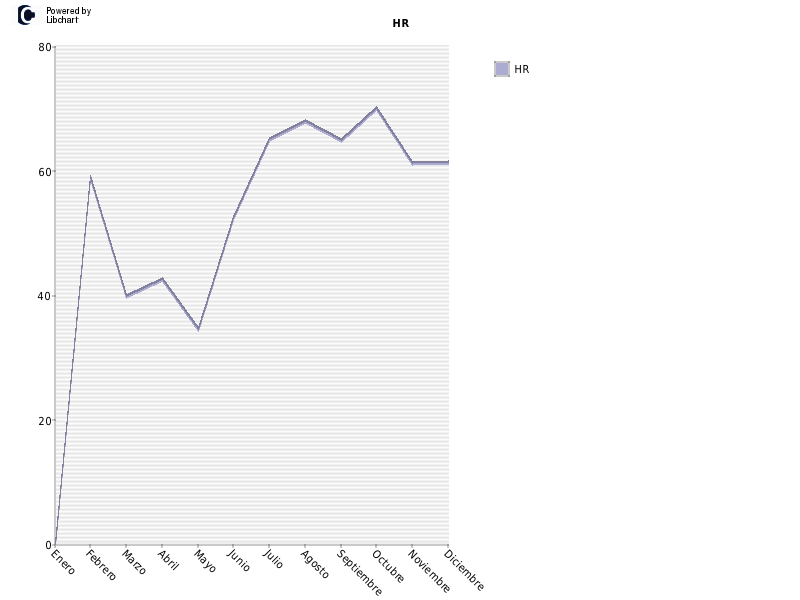 Powered by
Libchart
HR
HR
80
60
40
20
0
Enero
Febrero
Marzo
Abril
Mayo
Junio
Julio
Agosto
Septiembre
Octubre
Noviembre
Diciembre